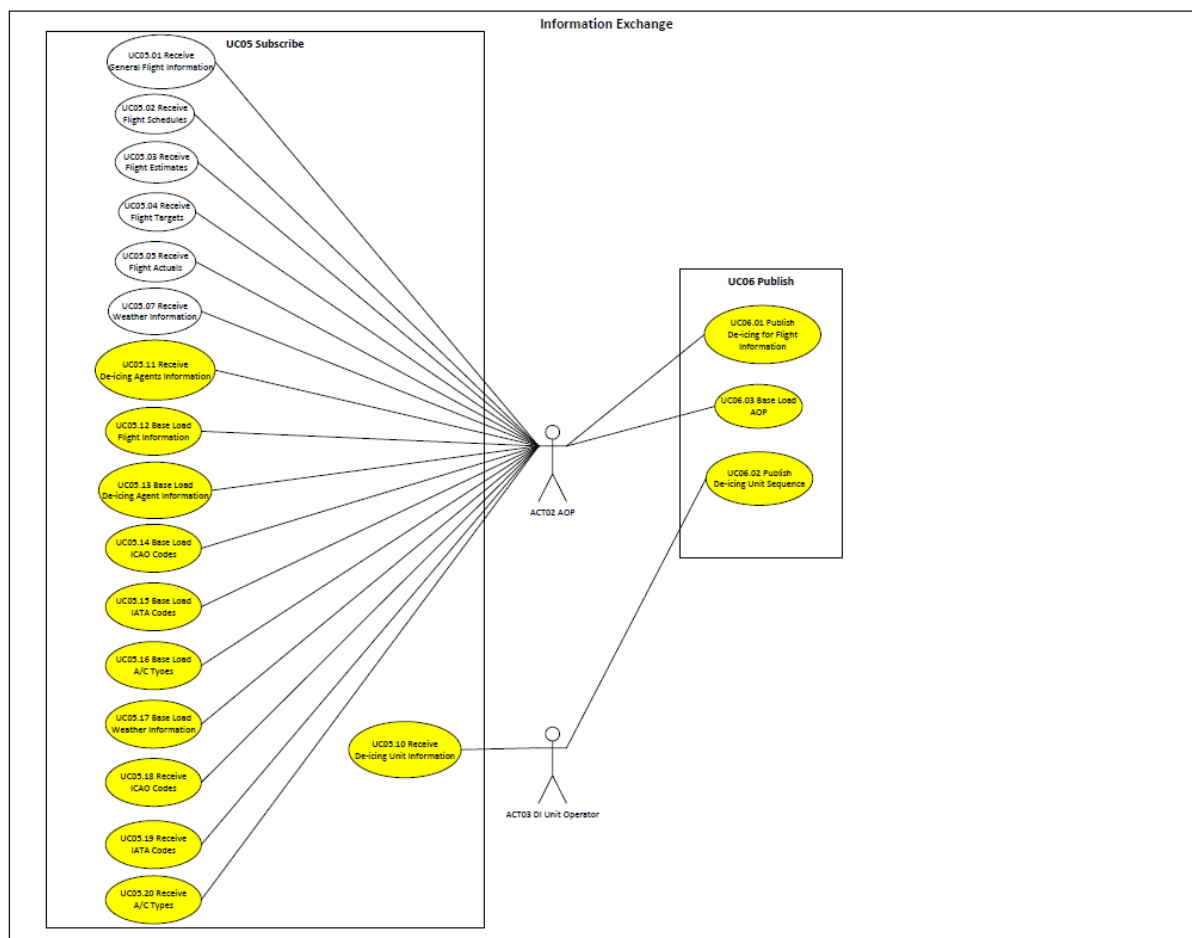 Information Exchange
UC05 Subscribe
UC05.01 Receive
General Flight Information
UC05.02 Receive
Flight Schedules
UC05.03 Receive
Flight Estimates
UC05.04 Receive
Flight Targets
UC05.05 Receive
Flight Actuals
UC05.07 Receive
Weather Information
UC05.11 Receive
De-icing Agents Information
UC05.12 Base Load
Flight Information
UC05.13 Base Load
De-icing Agent Information
UC05.14 Base Load
ICAO Codes
UC05.15 Base Load
IATA Codes
UC05.16 Base Load
A/C Tyoes
UC05.17 Base Load
Weather Information
UC05.18 Receive
ICAO Codes
UC05.19 Receive
IATA Codes
UC05.20 Receive
A/C Types
UC05.10 Receive
De-icing Unit Information
ACT02 AOP
ACT03 DI Unit Operator
UC06 Publish
UC06.01 Publish
De-icing for Flight
Information
UC06.03 Base Load
AOP
UC06.02 Publish
De-icing Unit Sequence